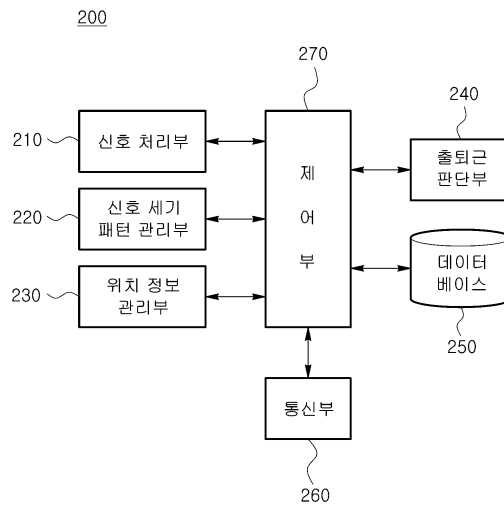 200
270
210
신호 처리부
240
출퇴근
판단부
220
신호 세기
패턴 관리부
제
어
부
230
위치 정보
관리부
데이터
베이스
250
통신부
260